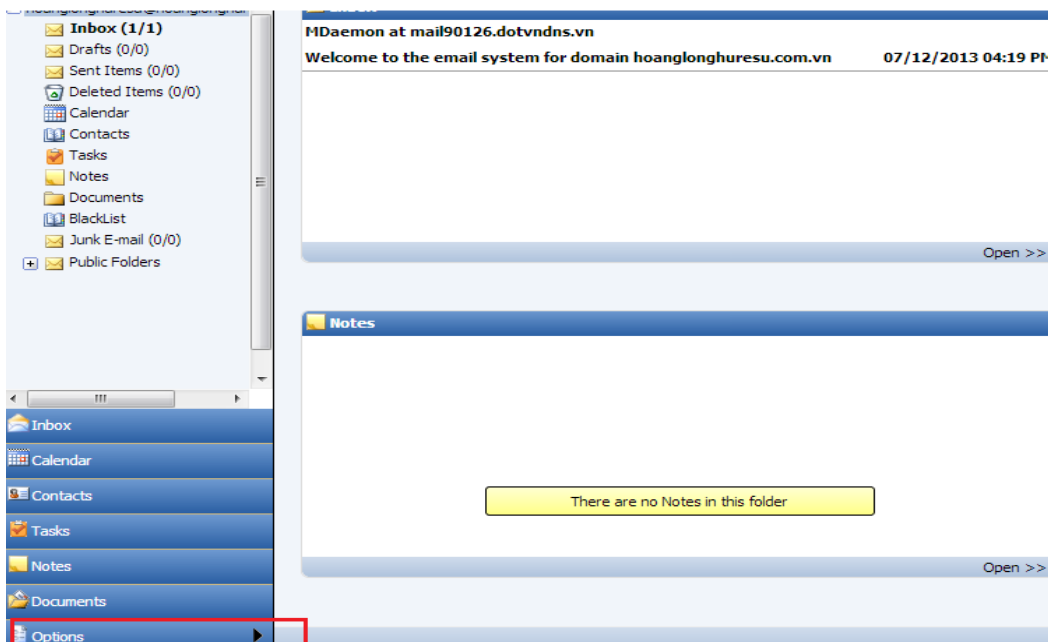 Inbox (1/1)
Drafts (0/0)
Sent Items (0/0)
Deleted Items (0/0)
Calendar
Contacts
Tasks
Notes
Documents
BlackList
Junk E-mail (0/0)
Public Folders
Inbox
Calendar
Contacts
Tasks
Notes
Documents
Options
MDaemon at mail90126.dotvndns.vn
Welcome to the email system for domain hoanglonghuresu.com.vn 07/12/2013 04:19 PM
Open >>
Notes
There are no Notes in this folder
Open >>